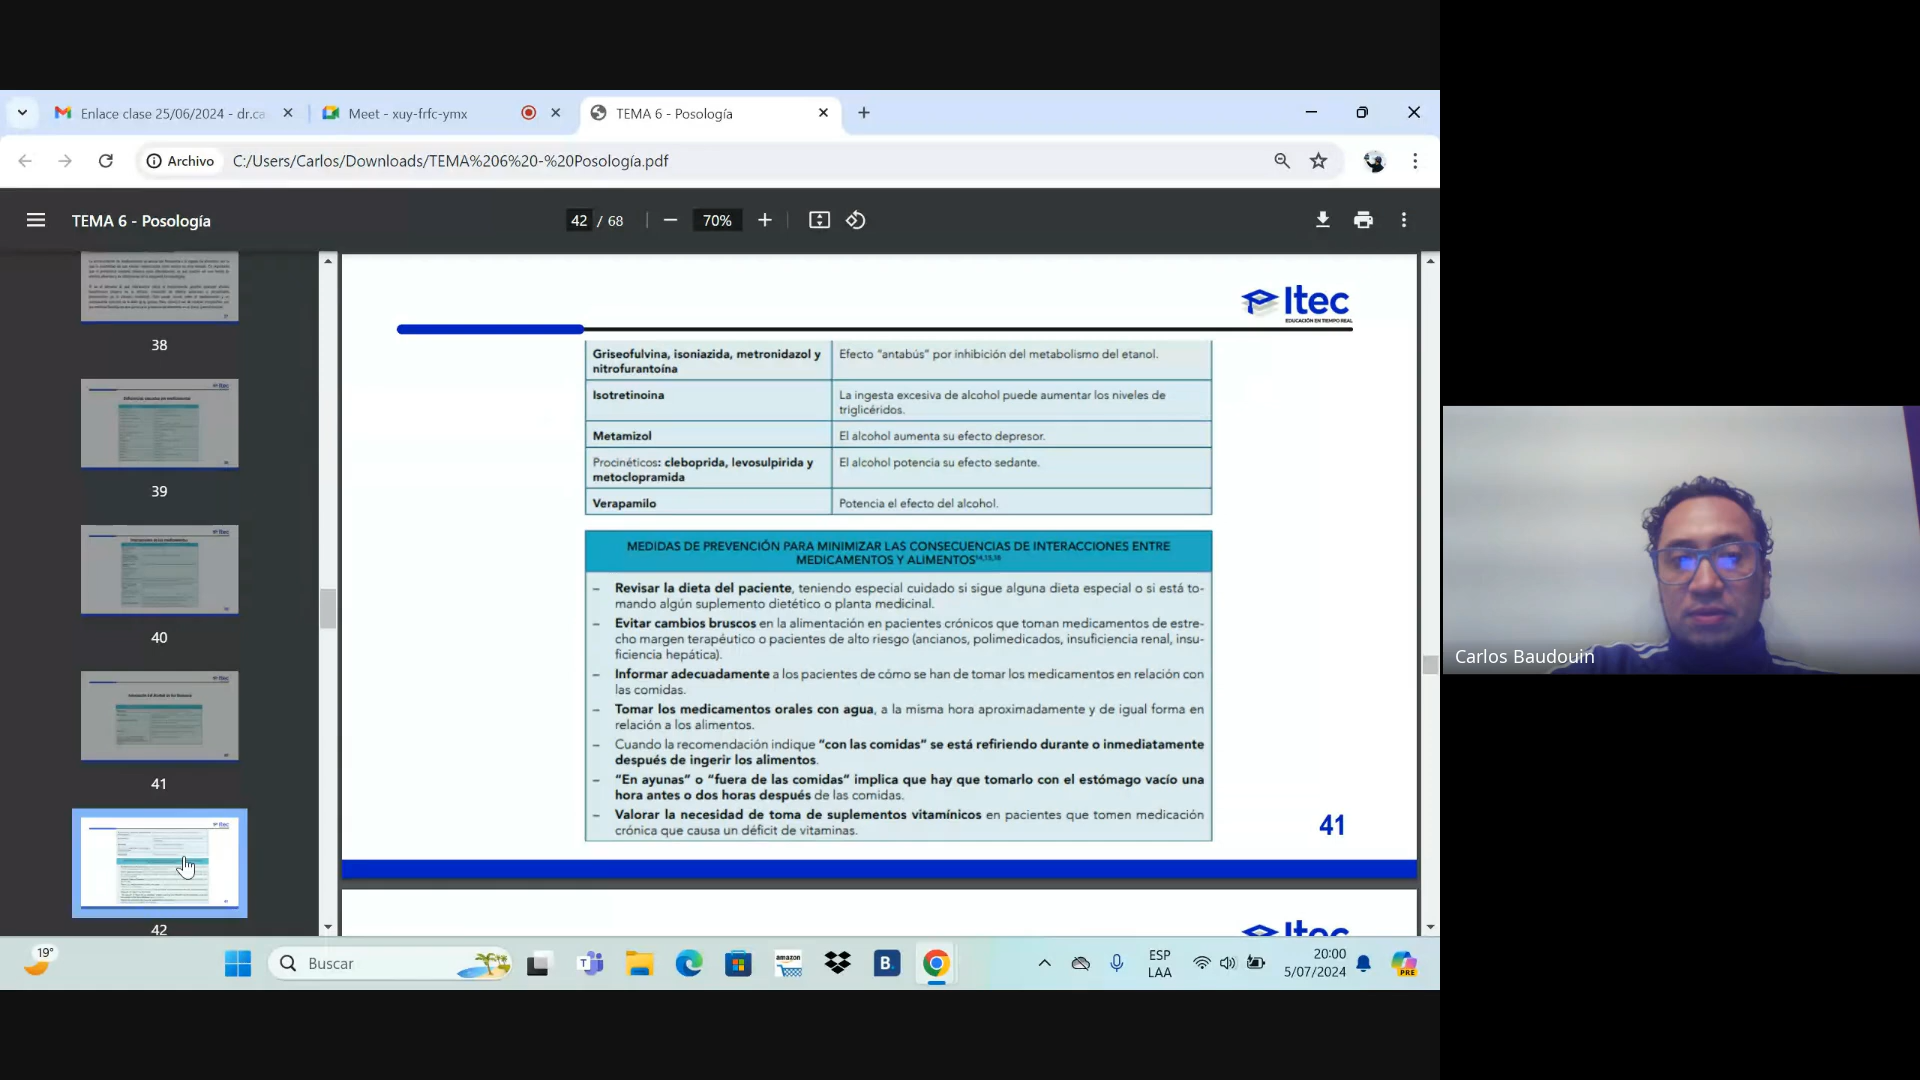 Enlace clase 25/06/2024 - dr.ca
Meet - xuy-frfc-ymx
TEMA 6 - Posología
Archivo
C:/Users/Carlos/Downloads/TEMA%206%20-%20Posología.pdf
TEMA 6 - Posología
42 / 68
70%
38
39
40
41
42
Itec
EDUCACIÓN EN TIEMPO REAL
Griseofulvina, isoniazida, metronidazol y
nitrofurantoína
Efecto "antabús" por inhibición del metabolismo del etanol.
Isotretinoina
La ingesta excesiva de alcohol puede aumentar los niveles de
triglicéridos.
Metamizol
El alcohol aumenta su efecto depresor.
Procinéticos: cleboprida, levosulpirida y
metoclopramida
El alcohol potencia su efecto sedante.
Verapamilo
Potencia el efecto del alcohol.
MEDIDAS DE PREVENCIÓN PARA MINIMIZAR LAS CONSECUENCIAS DE INTERACCIONES ENTRE
MEDICAMENTOS Y ALIMENTOS
– Revisar la dieta del paciente, teniendo especial cuidado si sigue alguna dieta especial o si está to-
mando algún suplemento dietético o planta medicinal.
– Evitar cambios bruscos en la alimentación en pacientes crónicos que toman medicamentos de estre-
cho margen terapéutico o pacientes de alto riesgo (ancianos, polimedicados, insuficiencia renal, insu-
ficiencia hepática).
– Informar adecuadamente a los pacientes de cómo se han de tomar los medicamentos en relación con
las comidas.
– Tomar los medicamentos orales con agua, a la misma hora aproximadamente y de igual forma en
relación a los alimentos.
– Cuando la recomendación indique "con las comidas" se está refiriendo durante o inmediatamente
después de ingerir los alimentos.
– "En ayunas" o "fuera de las comidas" implica que hay que tomarlo con el estómago vacío una
hora antes o dos horas después de las comidas.
– Valorar la necesidad de toma de suplementos vitamínicos en pacientes que tomen medicación
crónica que causa un déficit de vitaminas.
41
Carlos Baudouin
19°
Buscar
amazon
B.
ESP
LAA
20:00
5/07/2024
PRE